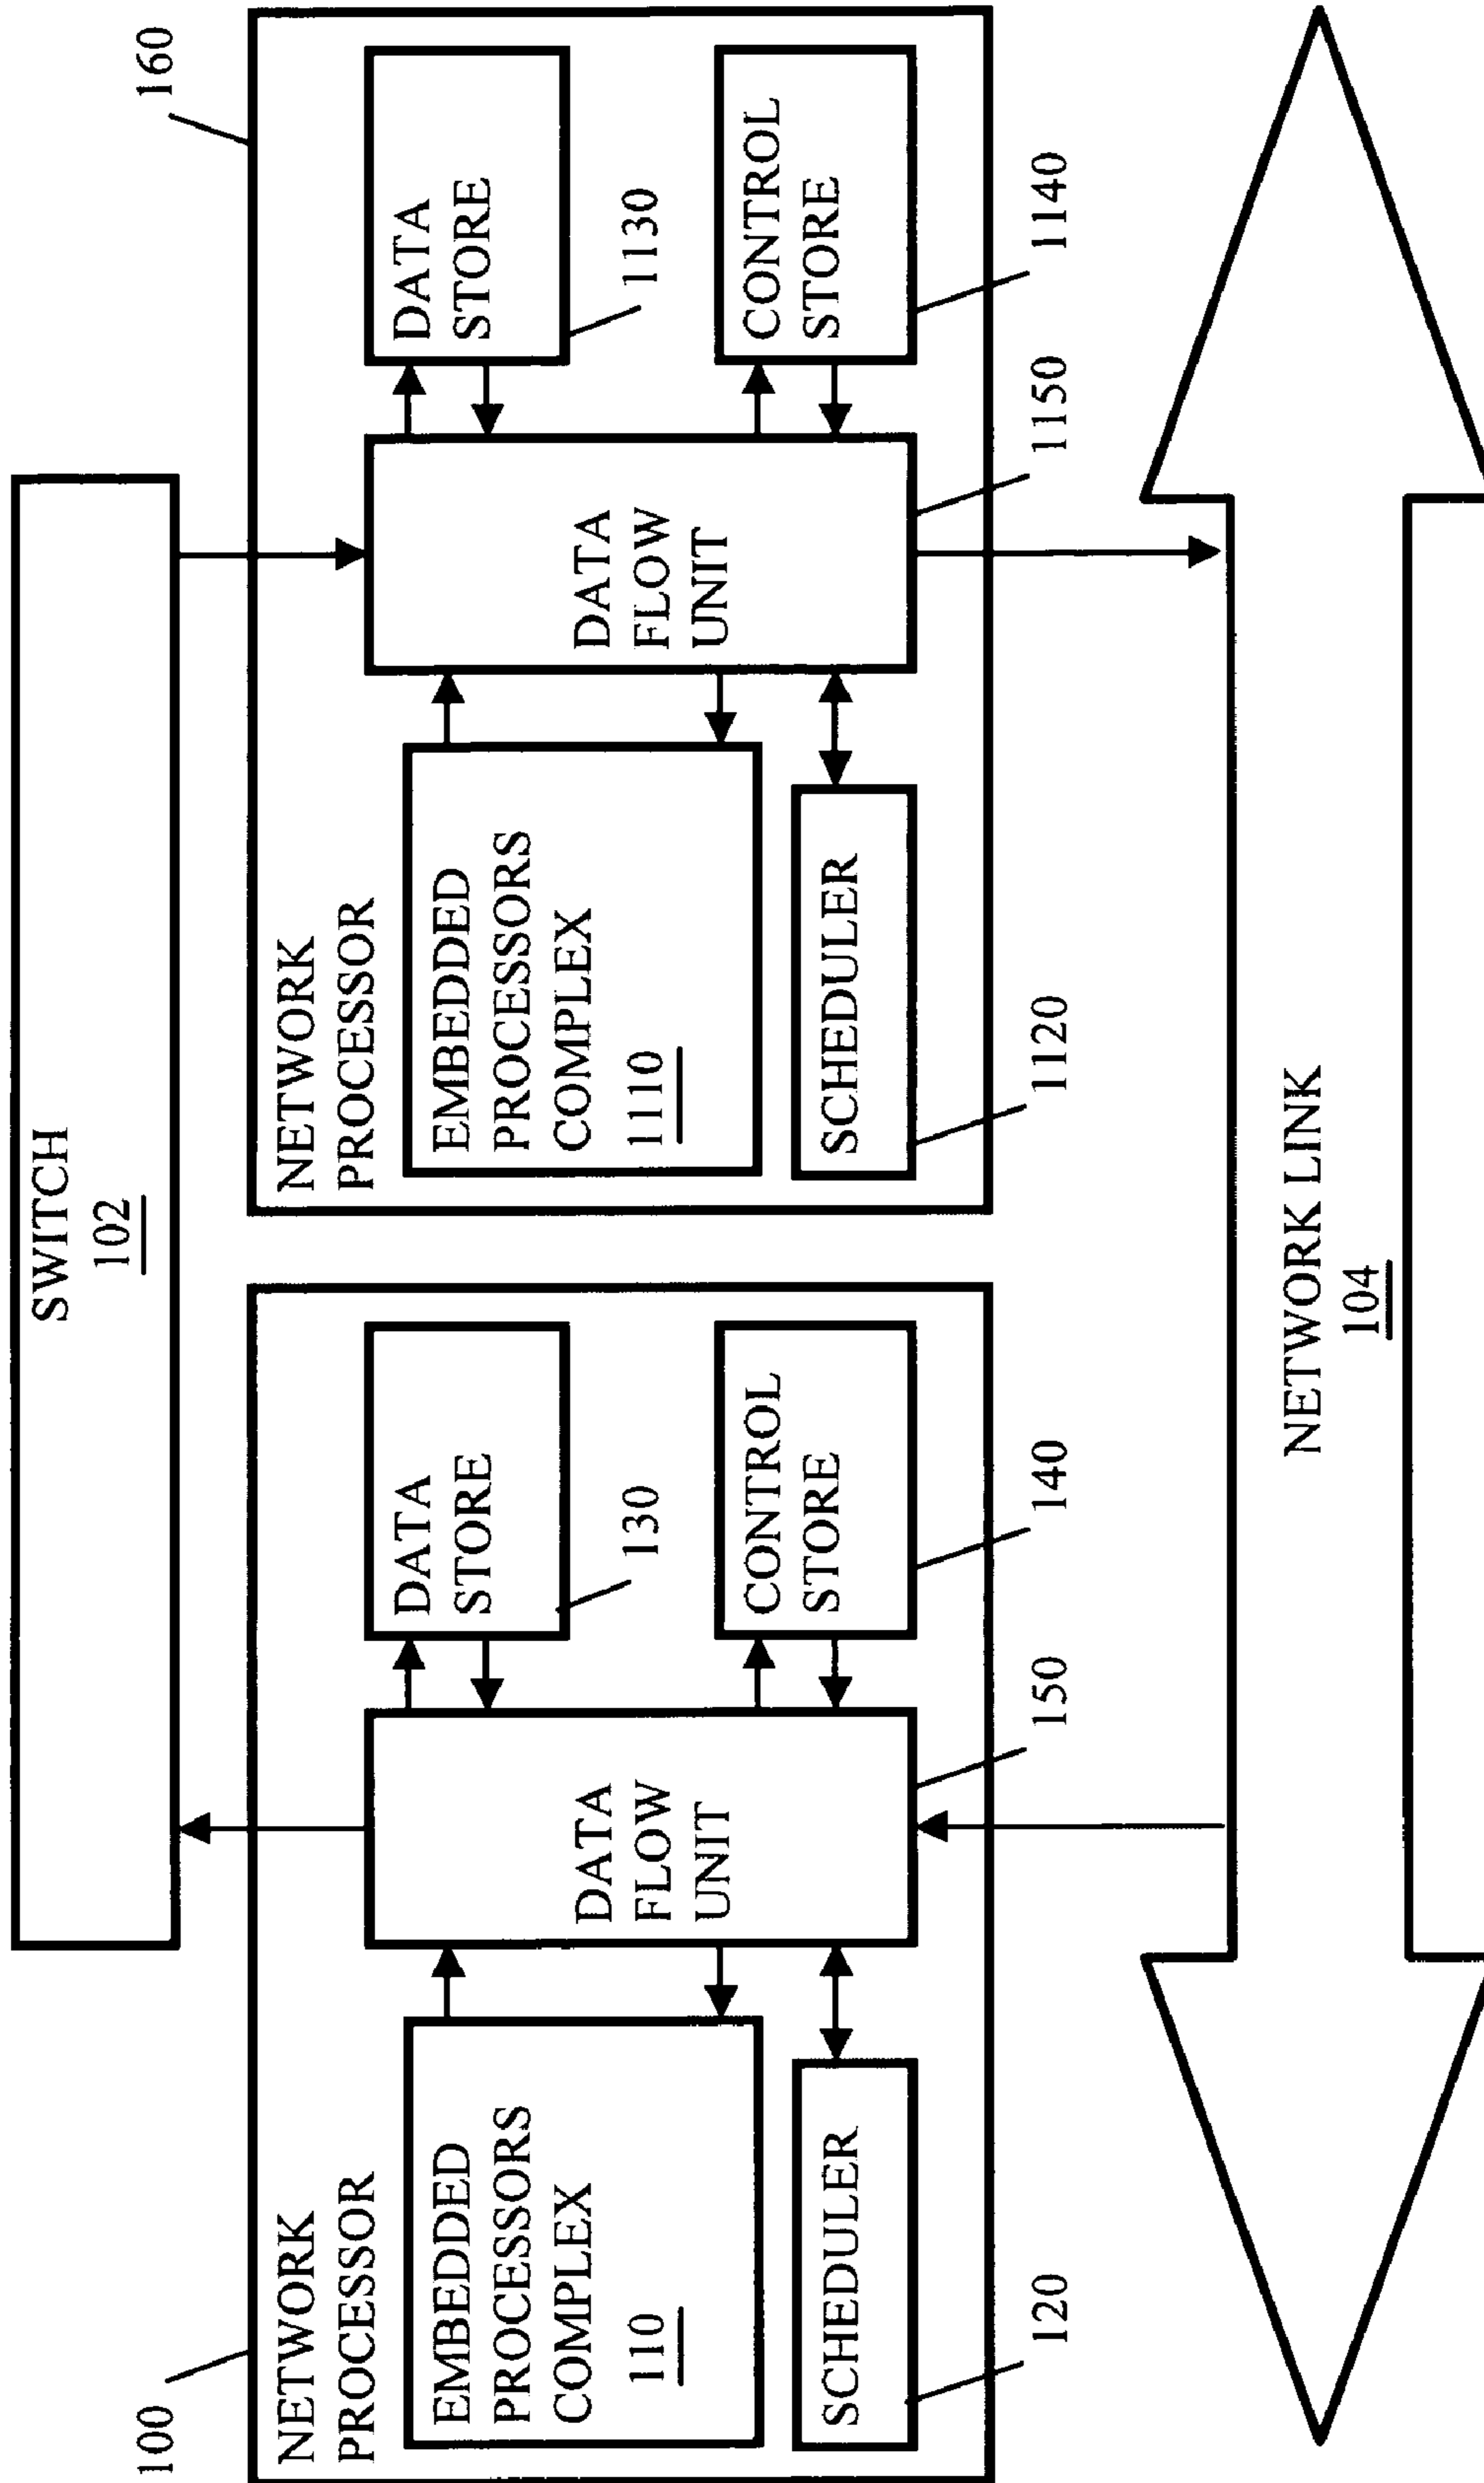 SWITCH
102
100
NETWORK
PROCESSOR
EMBEDDED
PROCESSORS
COMPLEX
110
SCHEDULER
120
DATA
FLOW
UNIT
150
DATA
STORE
130
CONTROL
STORE
140
160
NETWORK
PROCESSOR
EMBEDDED
PROCESSORS
COMPLEX
1110
SCHEDULER
1120
DATA
FLOW
UNIT
1150
DATA
STORE
1130
CONTROL
STORE
1140
NETWORK LINK
104